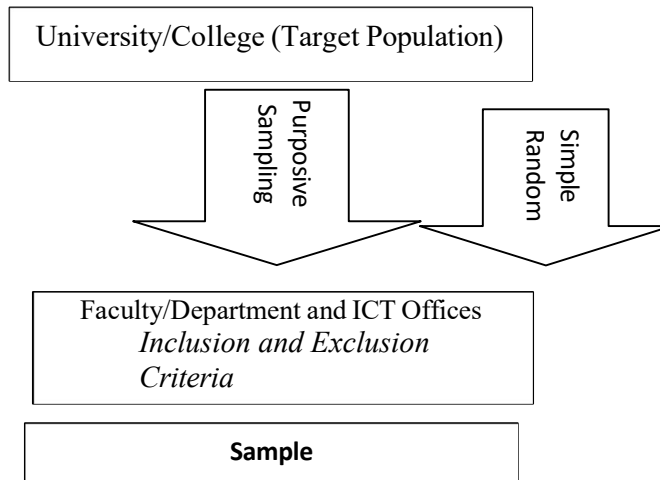 University/College (Target Population)
Purposive
Sampling
Simple
Random
Faculty/Department and ICT Offices
Inclusion and Exclusion
Criteria
Sample